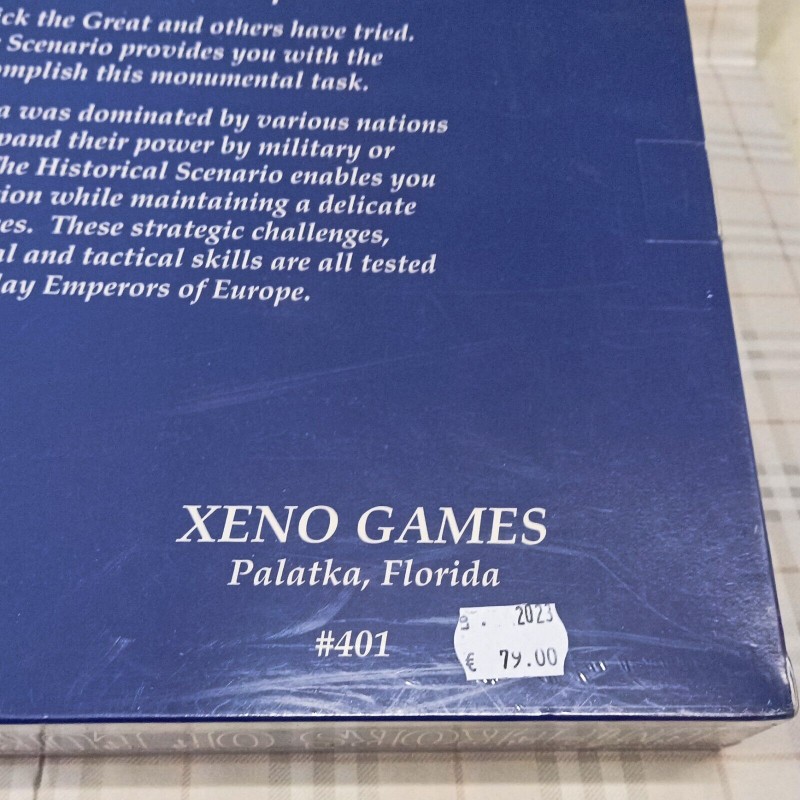 ick the Great and others have tried.
Scenario provides you with the
omplish this monumental task.
a was dominated by various nations
pand their power by military or
The Historical Scenario enables you
ion while maintaining a delicate
es. These strategic challenges,
al and tactical skills are all tested
lay Emperors of Europe.
XENO GAMES
Palatka, Florida
#401
2023
€ 79.00